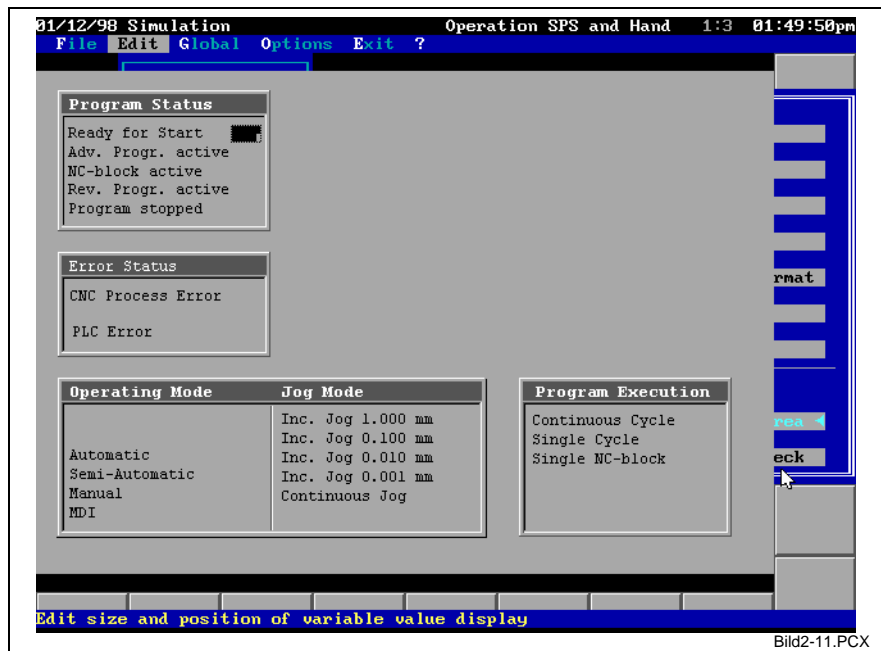 01/12/98 Simulation Operation SPS and Hand 1:3 01:49:50pm
File Edit Global Options Exit ?
Program Status
Ready for Start
Adv. Progr. active
NC-block active
Rev. Progr. active
Program stopped
Error Status
CNC Process Error
PLC Error
rmat
Operating Mode Jog Mode
Inc. Jog 1.000 mm
Inc. Jog 0.100 mm
Automatic Inc. Jog 0.010 mm
Semi-Automatic Inc. Jog 0.001 mm
Manual Continuous Jog
MDI
Program Execution
Continuous Cycle
Single Cycle
Single NC-block
rea
eck
Edit size and position of variable value display
Bild2-11.PCX